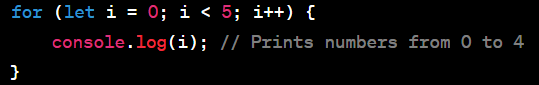 for (let i = 0; i < 5; i++) {
    console.log(i); // Prints numbers from 0 to 4
}